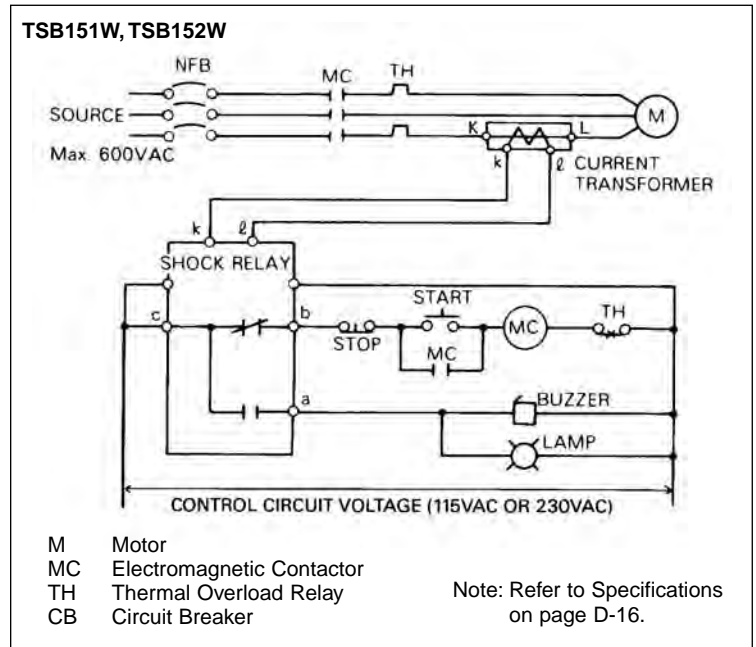 TSB151W, TSB152W
NFB
MC
TH
SOURCE
M
K
L
Max. 600VAC
k
ℓ
CURRENT
TRANSFORMER
k
ℓ
SHOCK RELAY
c
b
START
TH
STOP
MC
MC
a
BUZZER
LAMP
CONTROL CIRCUIT VOLTAGE (115VAC OR 230VAC)
M Motor
MC Electromagnetic Contactor
TH Thermal Overload Relay
CB Circuit Breaker
Note: Refer to Specifications
on page D-16.